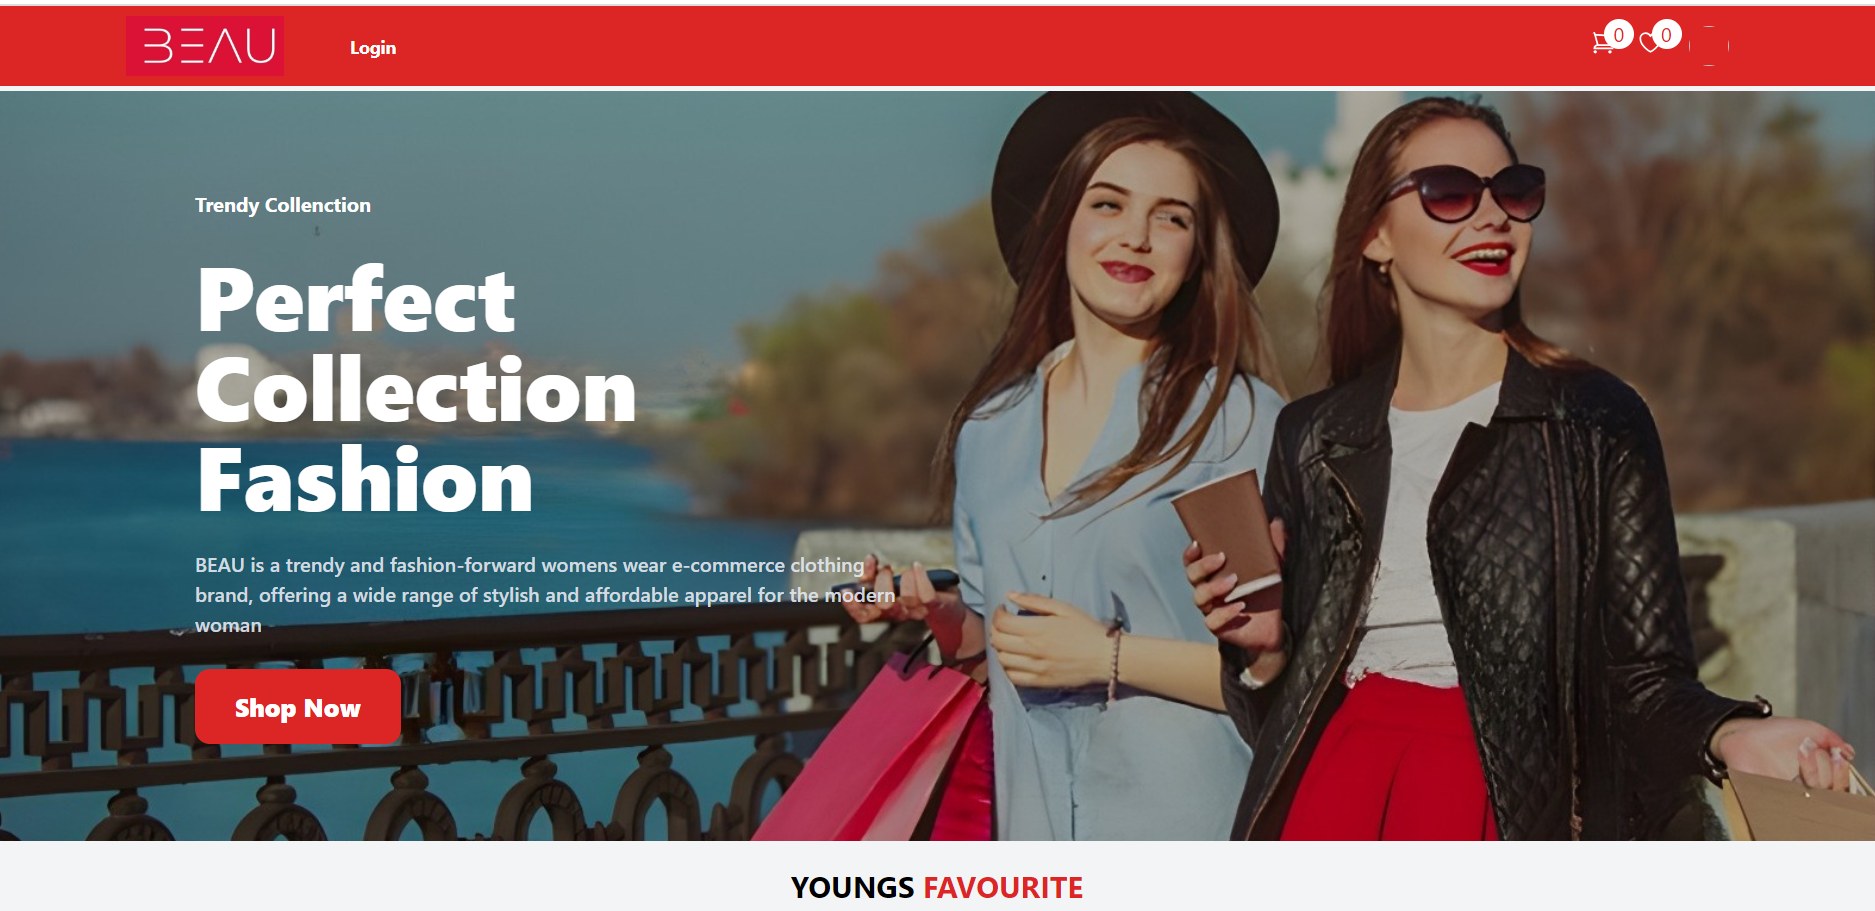 BEAU
Login
0
0
Trendy Collenction
Perfect
Collection
Fashion
BEAU is a trendy and fashion-forward womens wear e-commerce clothing
brand, offering a wide range of stylish and affordable apparel for the modern
woman
Shop Now
YOUNGS FAVOURITE